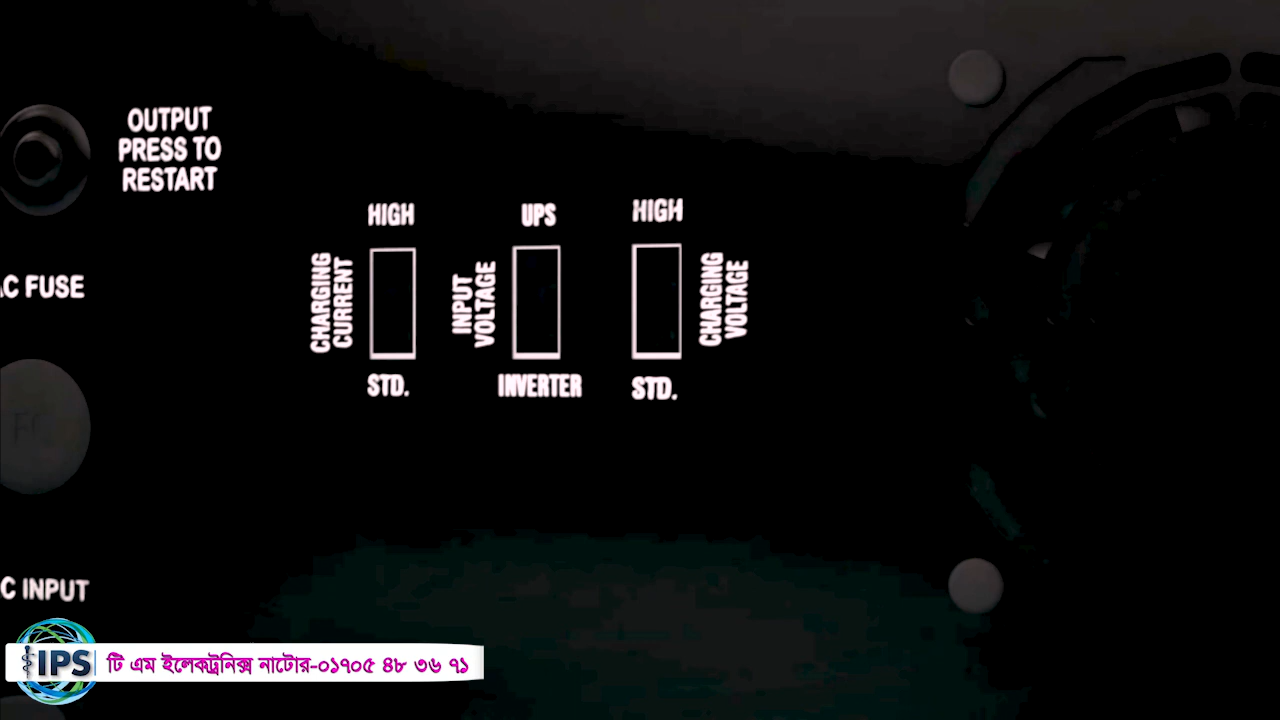 OUTPUT
PRESS TO
RESTART
HIGH
UPS
HIGH
CHARGING
CURRENT
INPUT
VOLTAGE
CHARGING
VOLTAGE
C FUSE
STD.
INVERTER
STD.
C INPUT
IPS
টি এম ইলেকট্রনিক্স নাটোর-০১৭০৫ ৪৮ ৩৬ ৭১